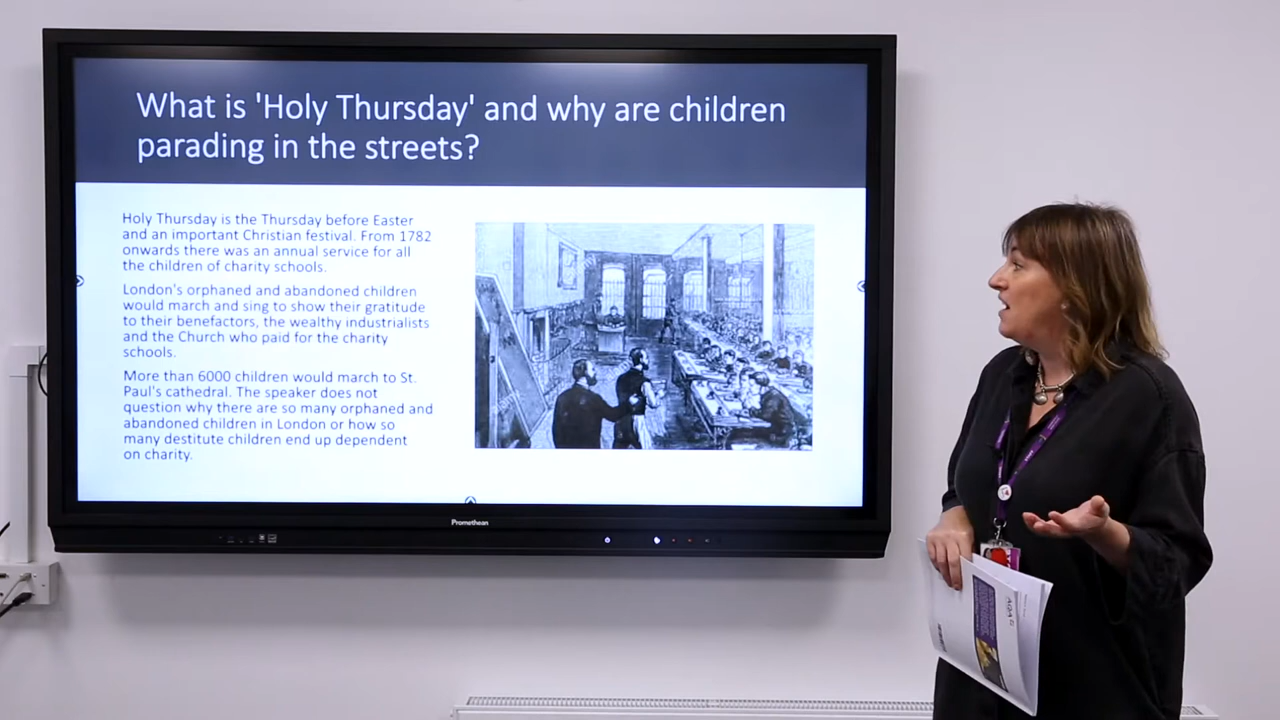 What is 'Holy Thursday' and why are children
parading in the streets?
Holy Thursday is the Thursday before Easter
and an important Christian festival. From 1782
onwards there was an annual service for all
the children of charity schools.
London's orphaned and abandoned children
would march and sing to show their gratitude
to their benefactors, the wealthy industrialists
and the Church who paid for the charity
schools.
More than 6000 children would march to St.
Paul's cathedral. The speaker does not
question why there are so many orphaned and
abandoned children in London or how so
many destitute children end up dependent
on charity.
Promethean
AQA